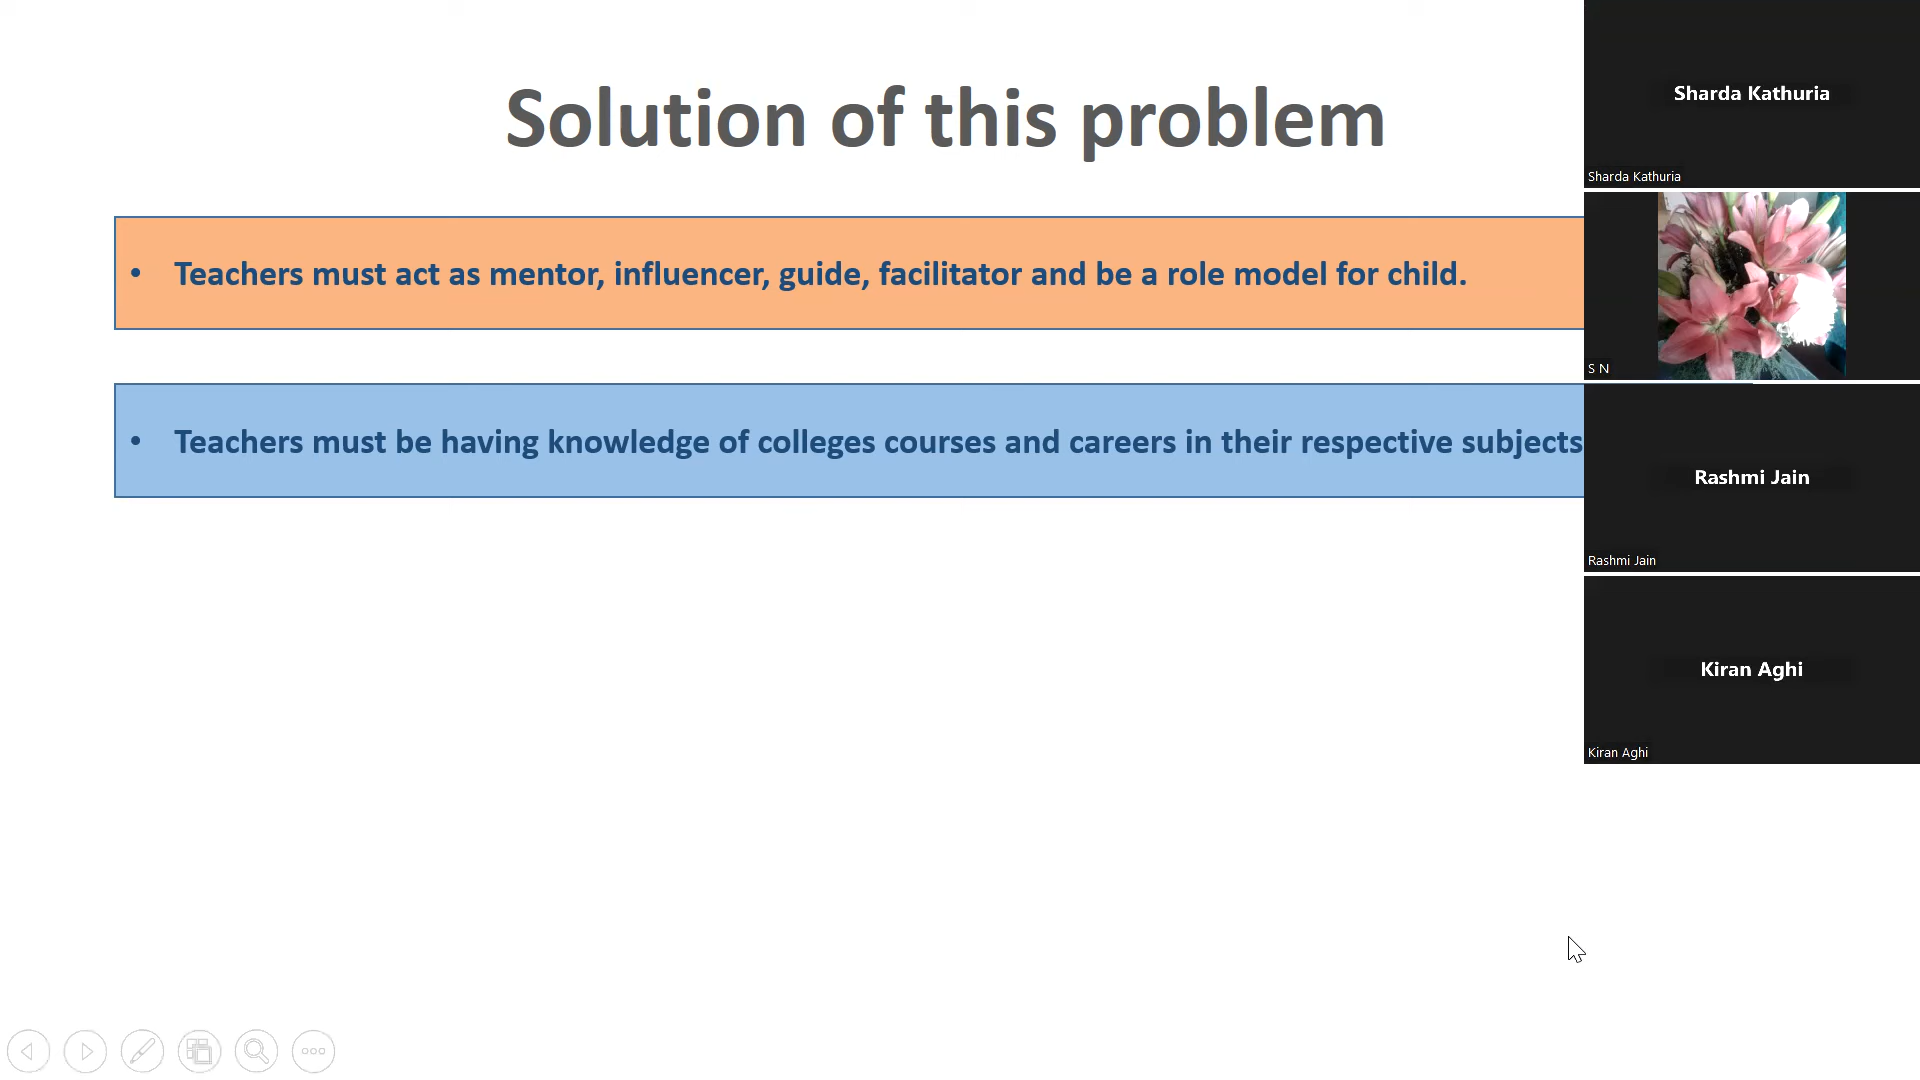 Solution of this problem
• Teachers must act as mentor, influencer, guide, facilitator and be a role model for child.
• Teachers must be having knowledge of colleges courses and careers in their respective subjects
Sharda Kathuria
Sharda Kathuria
S N
Rashmi Jain
Rashmi Jain
Kiran Aghi
Kiran Aghi